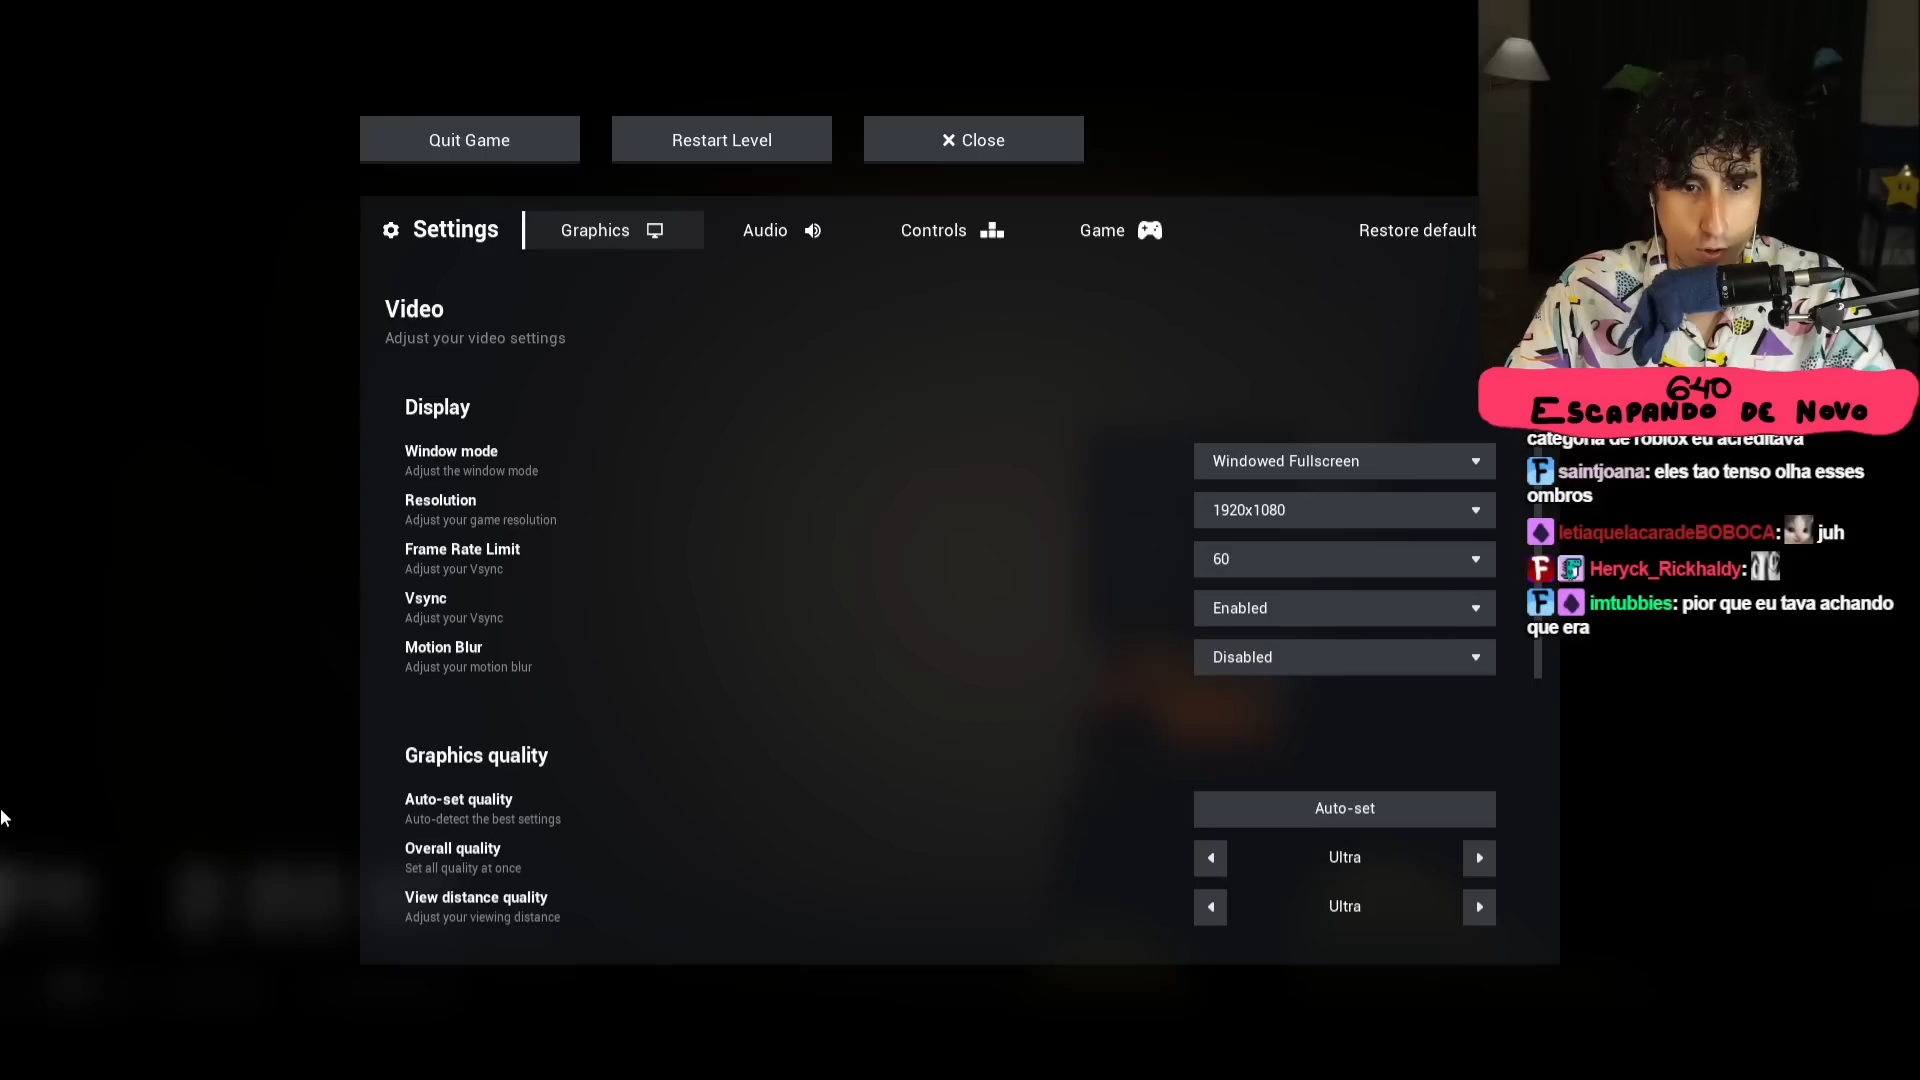 Quit Game
Restart Level
Close
Settings
Graphics
Audio
Controls
Game
Restore default
Video
Adjust your video settings
Display
Window mode
Adjust the window mode
Windowed Fullscreen
Resolution
Adjust your game resolution
1920x1080
Frame Rate Limit
Adjust your Vsync
60
Vsync
Adjust your Vsync
Enabled
Motion Blur
Adjust your motion blur
Disabled
Graphics quality
Auto-set quality
Auto-detect the best settings
Auto-set
Overall quality
Set all quality at once
Ultra
View distance quality
Adjust your viewing distance
Ultra
640
ESCAPANDO DE NOVO
categoria de roblox eu acreditava
saintjoana: eles tao tenso olha esses
ombros
letiaquelacaradeBOBOCA: juh
Heryck_Rickhaldy:
imtubbies: pior que eu tava achando
que era